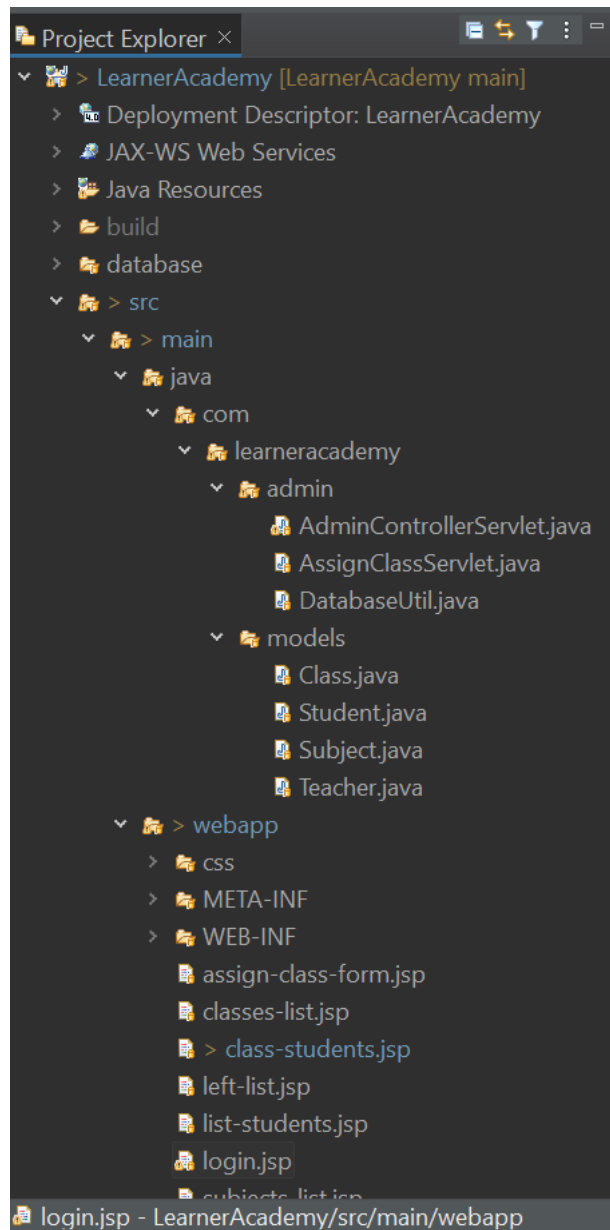 Project Explorer ×
> LearnerAcademy [LearnerAcademy main]
Deployment Descriptor: LearnerAcademy
JAX-WS Web Services
Java Resources
build
database
> src
> main
java
com
learneracademy
admin
AdminControllerServlet.java
AssignClassServlet.java
DatabaseUtil.java
models
Class.java
Student.java
Subject.java
Teacher.java
> webapp
css
META-INF
WEB-INF
assign-class-form.jsp
classes-list.jsp
> class-students.jsp
left-list.jsp
list-students.jsp
login.jsp
subjects-list.jsp
login.jsp - LearnerAcademy/src/main/webapp